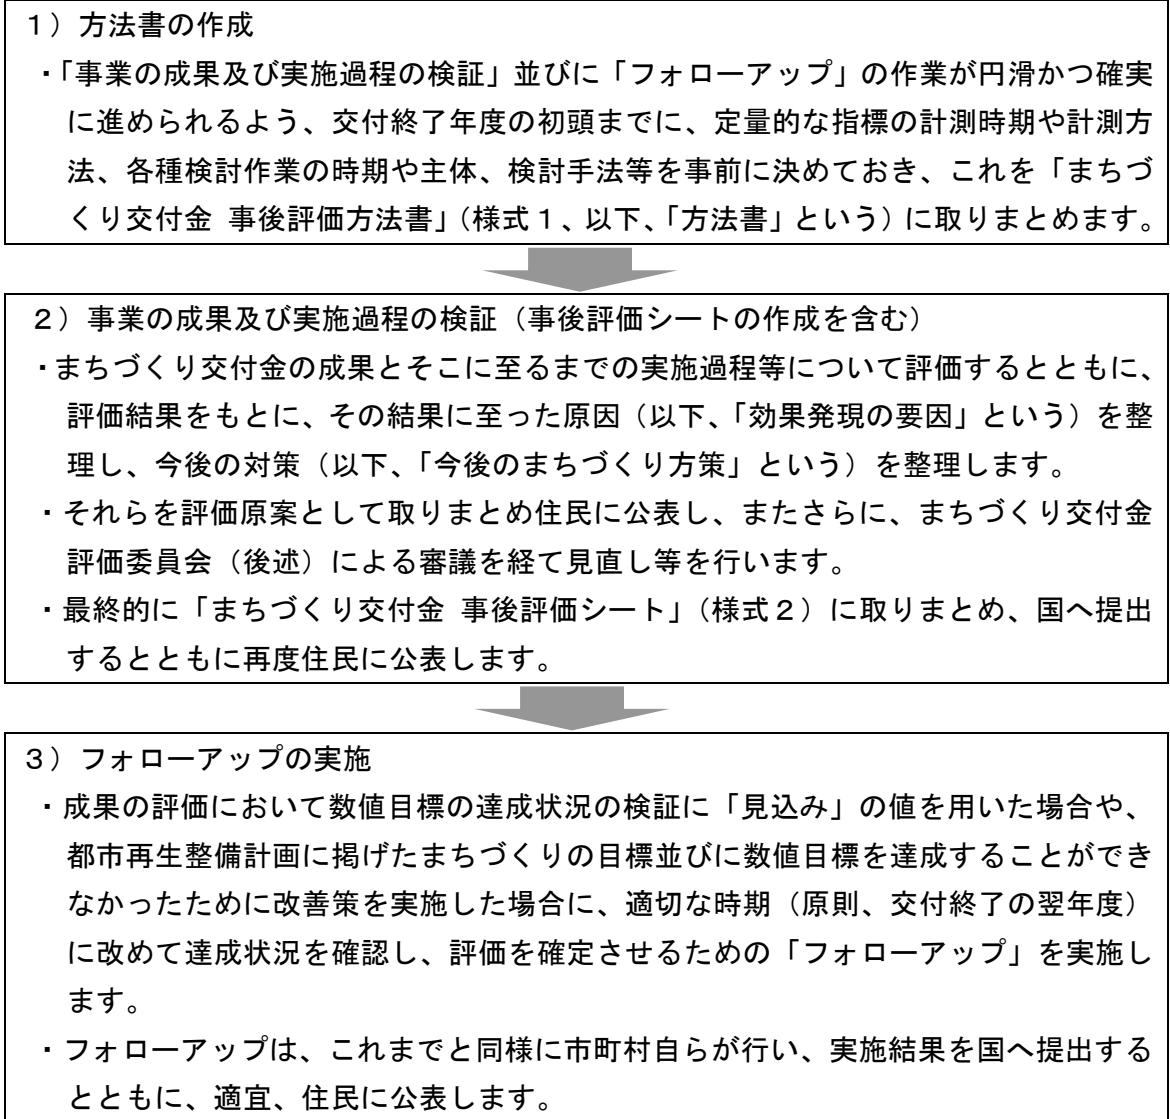 １）方法書の作成
・「事業の成果及び実施過程の検証」並びに「フォローアップ」の作業が円滑かつ確実
に進められるよう、交付終了年度の初頭までに、定量的な指標の計測時期や計測方
法、各種検討作業の時期や主体、検討手法等を事前に決めておき、これを「まちづ
くり交付金 事後評価方法書」（様式１、以下、「方法書」という）に取りまとめます。
２）事業の成果及び実施過程の検証（事後評価シートの作成を含む）
・まちづくり交付金の成果とそこに至るまでの実施過程等について評価するとともに、
評価結果をもとに、その結果に至った原因（以下、「効果発現の要因」という）を整
理し、今後の対策（以下、「今後のまちづくり方策」という）を整理します。
・それらを評価原案として取りまとめ住民に公表し、またさらに、まちづくり交付金
評価委員会（後述）による審議を経て見直し等を行います。
・最終的に「まちづくり交付金 事後評価シート」（様式２）に取りまとめ、国へ提出
するとともに再度住民に公表します。
３）フォローアップの実施
・成果の評価において数値目標の達成状況の検証に「見込み」の値を用いた場合や、
都市再生整備計画に掲げたまちづくりの目標並びに数値目標を達成することができ
なかったために改善策を実施した場合に、適切な時期（原則、交付終了の翌年度）
に改めて達成状況を確認し、評価を確定させるための「フォローアップ」を実施し
ます。
・フォローアップは、これまでと同様に市町村自らが行い、実施結果を国へ提出する
とともに、適宜、住民に公表します。